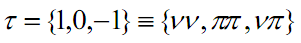 τ = {1,0,−1} ≡ {νν, ππ, νπ}